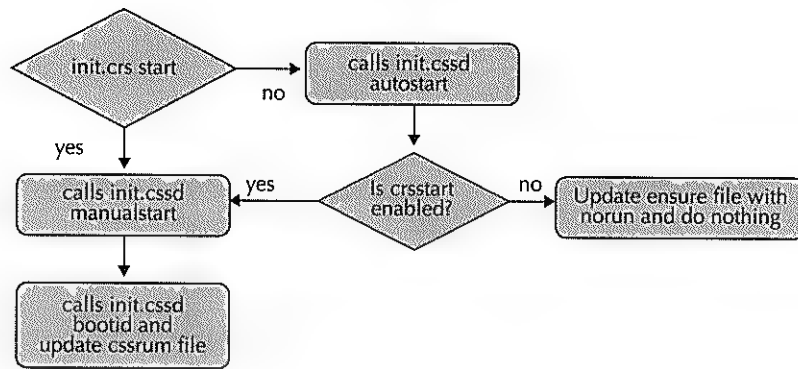 init.crs start
no
calls init.cssd
autostart
yes
calls init.cssd
manualstart
yes
Is crsstart
enabled?
no
Update ensure file with
norun and do nothing
calls init.cssd
bootid and
update cssrum file